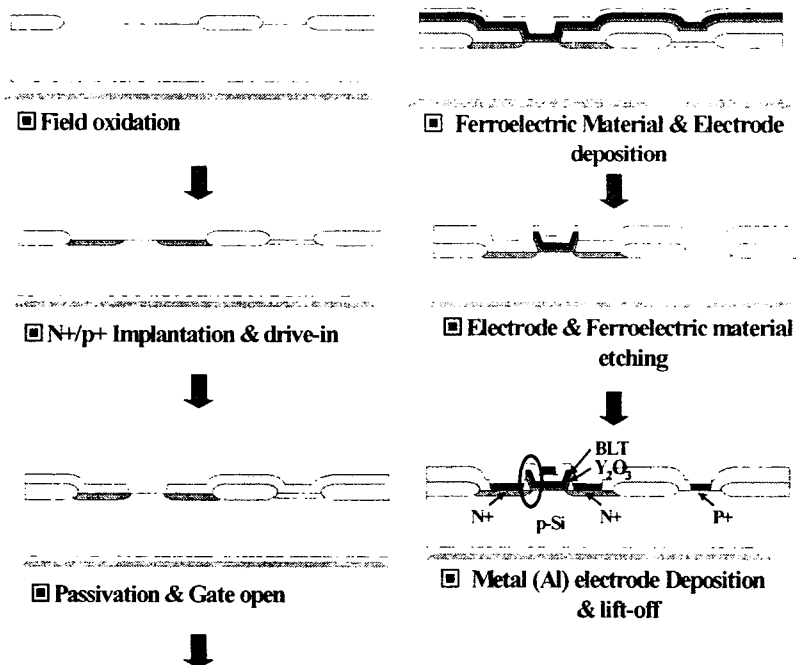 Field oxidation
N+/p+ Implantation & drive-in
Passivation & Gate open
Ferroelectric Material & Electrode
deposition
Electrode & Ferroelectric material
etching
BLT
Y₂O₃
N+
p-Si
N+
P+
Metal (Al) electrode Deposition
& lift-off